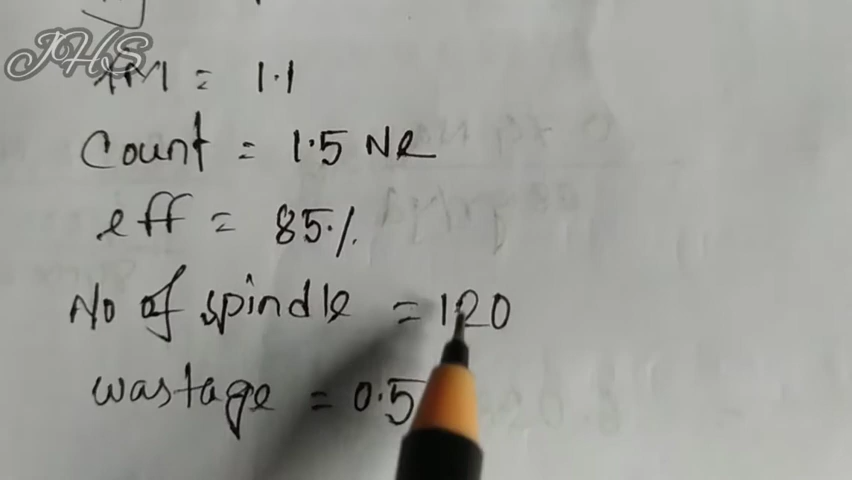 JHS
= 1.1
Count = 1.5 Ne
eff = 85%
No of spindle = 120
wastage = 0.5